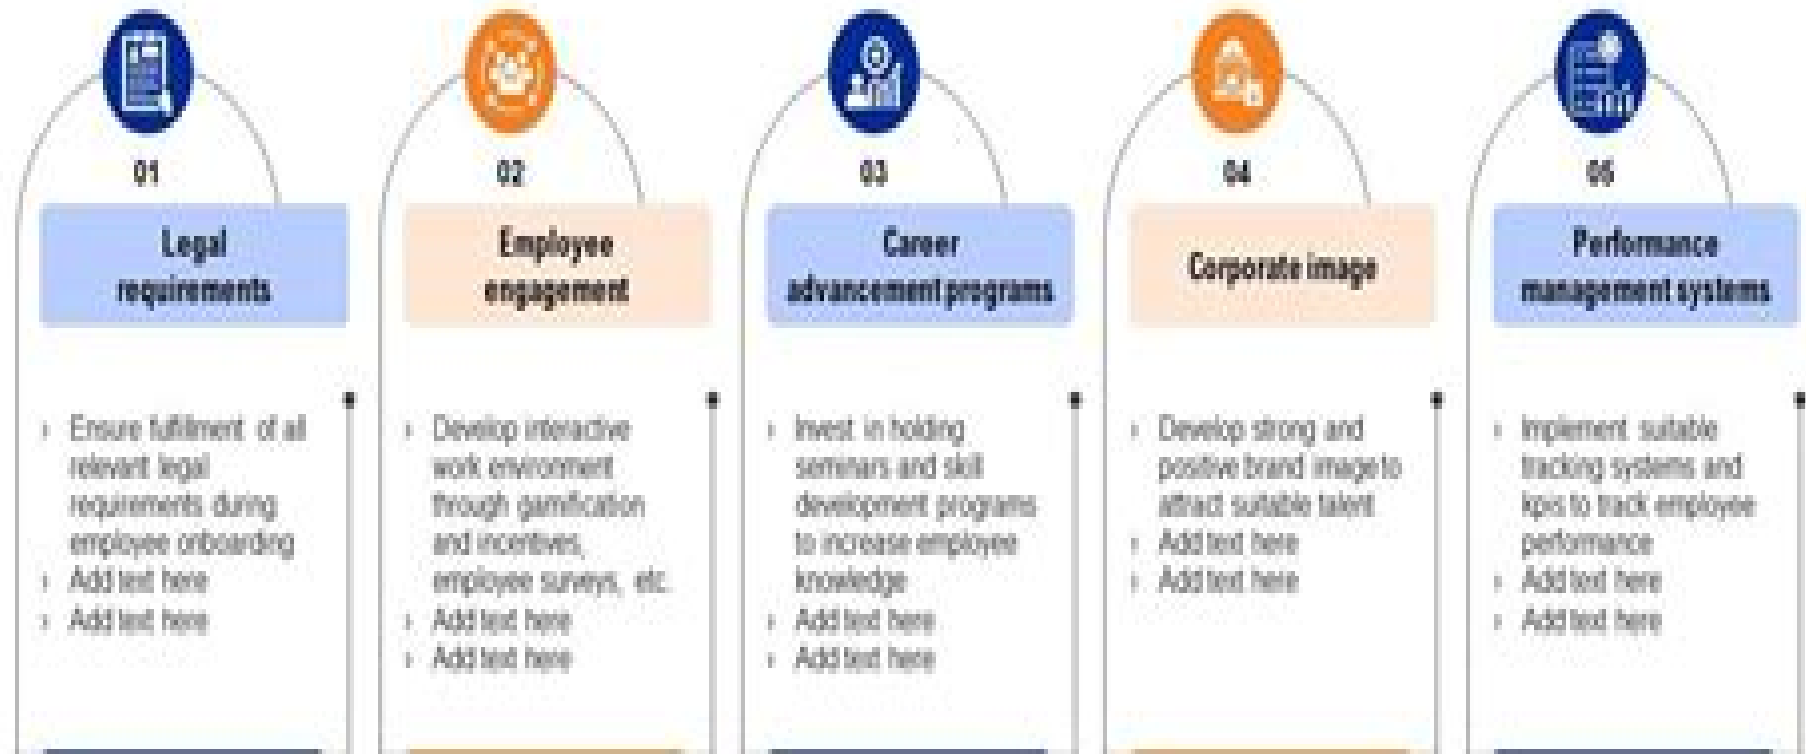 01
Legal
requirements
Ensure fulfillment of all
relevant legal
requirements during
employee onboarding
Add text here
Add text here
02
Employee
engagement
Develop interactive
work environment
through gamification
and incentives,
employee surveys, etc.
Add text here
Add text here
03
Career
advancement programs
Invest in holding
seminars and skill
development programs
to increase employee
knowledge
Add text here
Add text here
04
Corporate image
Develop strong and
positive brand image to
attract suitable talent
Add text here
Add text here
05
Performance
management systems
Implement suitable
tracking systems and
kpis to track employee
performance
Add text here
Add text here